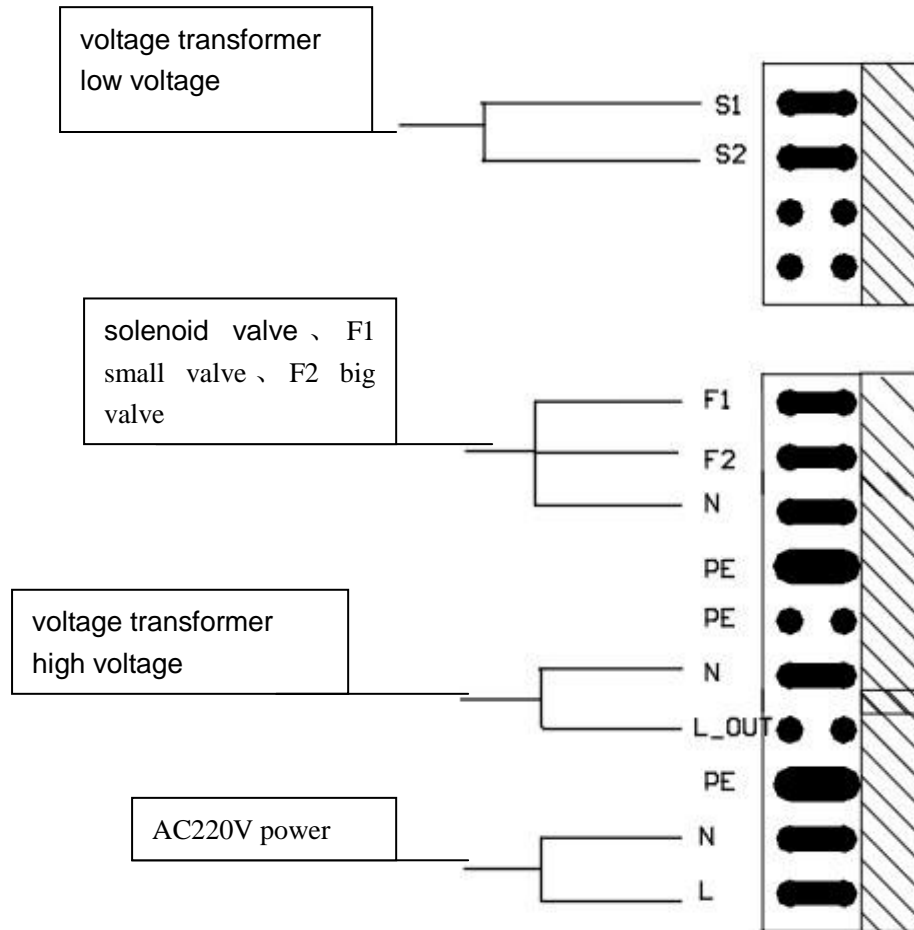 voltage transformer
low voltage
S1
S2
solenoid valve 、 F1
small valve 、 F2 big
valve
F1
F2
N
PE
PE
voltage transformer
high voltage
N
L_OUT
PE
AC220V power
N
L